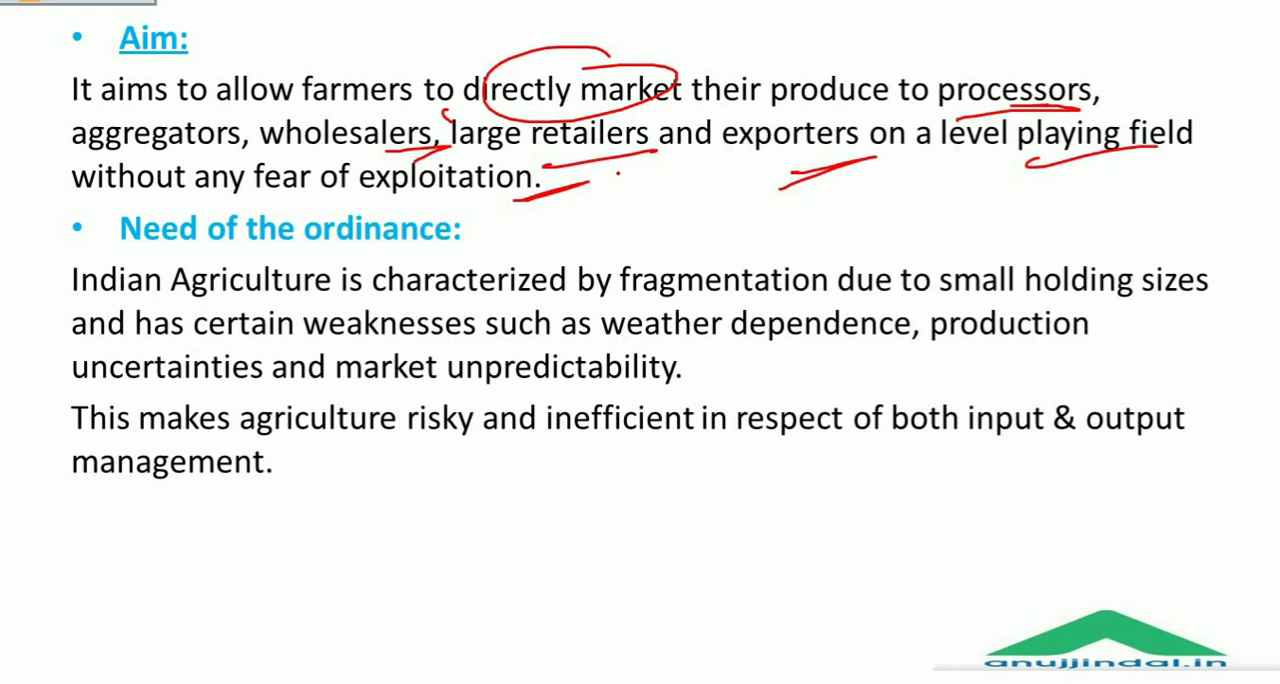 • Aim:
It aims to allow farmers to directly market their produce to processors,
aggregators, wholesalers, large retailers and exporters on a level playing field
without any fear of exploitation.
• Need of the ordinance:
Indian Agriculture is characterized by fragmentation due to small holding sizes
and has certain weaknesses such as weather dependence, production
uncertainties and market unpredictability.
This makes agriculture risky and inefficient in respect of both input & output
management.
anujjindal.in